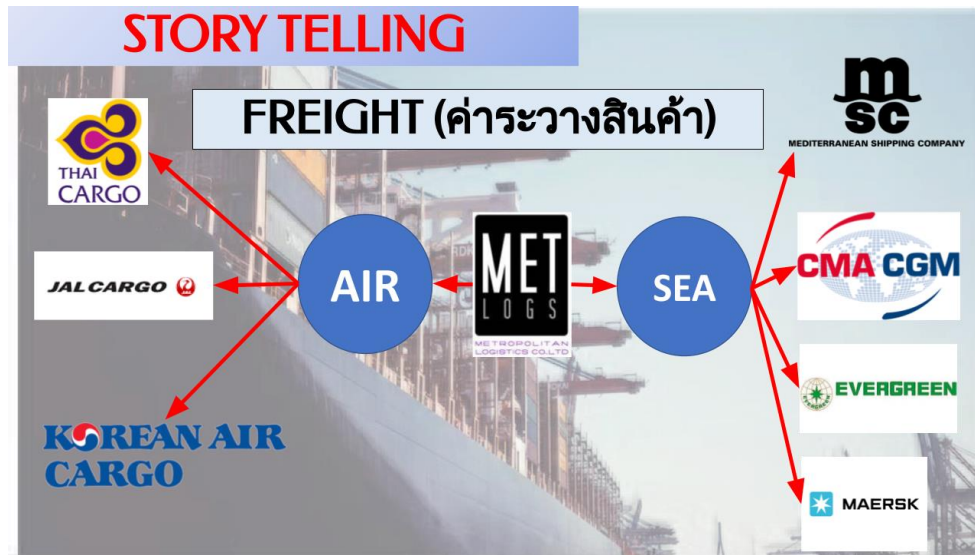 STORY TELLING
FREIGHT (ค่าระวางสินค้า)
msc
MEDITERRANEAN SHIPPING COMPANY
THAI
CARGO
JAL CARGO
KOREAN AIR
CARGO
AIR
MET
LOGS
METROPOLITAN
LOGISTICS CO.LTD
SEA
CMA CGM
EVERGREEN
EVERGREEN
MAERSK